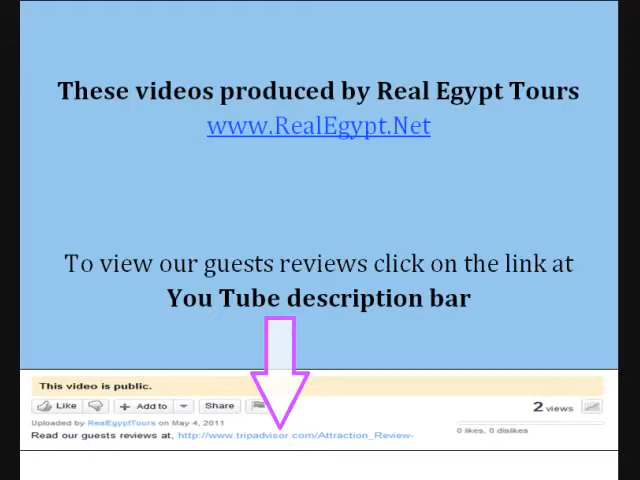 These videos produced by Real Egypt Tours
www.RealEgypt.Net
To view our guests reviews click on the link at
You Tube description bar
This video is public.
Like + Add to Share 2 views
Uploaded by RealEgyptTours on May 4, 2011
0 likes, 0 dislikes
Read our guests reviews at, http://www.tripadvisor.com/Attraction_Review-